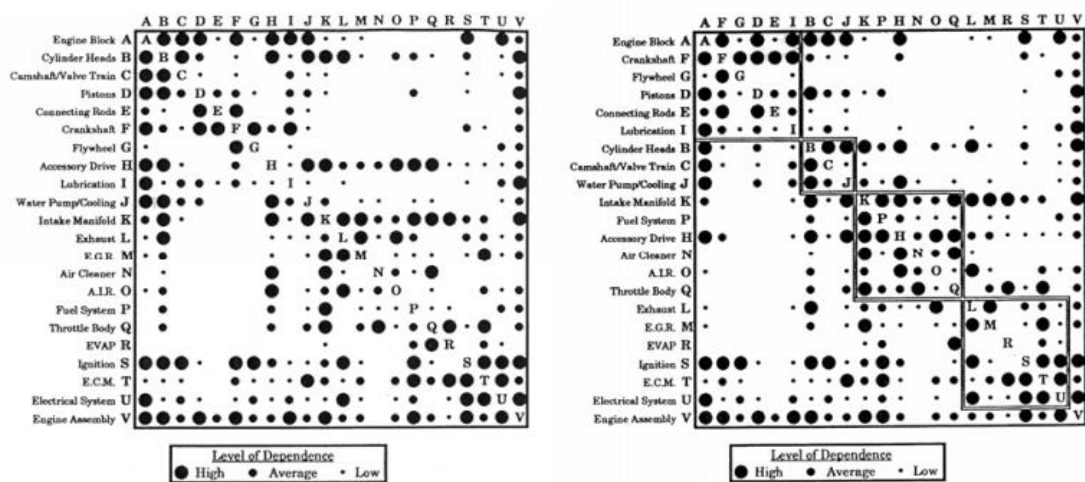 A B C D E F G H I J K L M N O P Q R S T U V
Engine Block A A
Cylinder Heads B B
Camshaft/Valve Train C C
Pistons D D
Connecting Rods E E
Crankshaft F F
Flywheel G G
Accessory Drive H H
Lubrication I I
Water Pump/Cooling J J
Intake Manifold K K
Exhaust L L
E.G.R. M M
Air Cleaner N N
A.I.R. O O
Fuel System P P
Throttle Body Q Q
EVAP R R
Ignition S S
E.C.M. T T
Electrical System U U
Engine Assembly V V
Level of Dependence
High Average Low
A F G D E I B C J K P H N O Q L M R S T U V
Engine Block A A
Crankshaft F F
Flywheel G G
Pistons D D
Connecting Rods E E
Lubrication I I
Cylinder Heads B B
Camshaft/Valve Train C C
Water Pump/Cooling J J
Intake Manifold K K
Fuel System P P
Accessory Drive H H
Air Cleaner N N
A.I.R. O O
Throttle Body Q Q
Exhaust L L
E.G.R. M M
EVAP R R
Ignition S S
E.C.M. T T
Electrical System U U
Engine Assembly V V
Level of Dependence
High Average Low